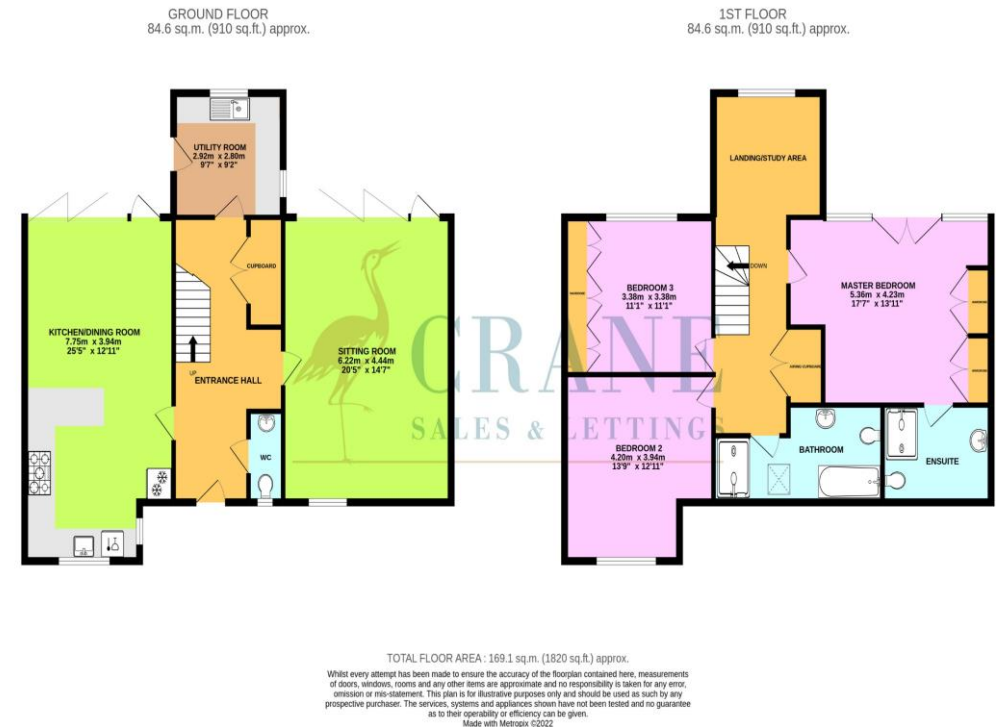 GROUND FLOOR
84.6 sq.m. (910 sq.ft.) approx.
1ST FLOOR
84.6 sq.m. (910 sq.ft.) approx.
UTILITY ROOM
2.92m x 2.80m
9'7" x 9'2"
CUPBOARD
KITCHEN/DINING ROOM
7.75m x 3.94m
25'5" x 12'11"
UP
ENTRANCE HALL
SITTING ROOM
6.22m x 4.44m
20'5" x 14'7"
WC
LANDING/STUDY AREA
DOWN
BEDROOM 3
3.38m x 3.38m
11'1" x 11'1"
MASTER BEDROOM
5.36m x 4.23m
17'7" x 13'11"
AIRING CUPBOARD
BEDROOM 2
4.20m x 3.94m
13'9" x 12'11"
BATHROOM
ENSUITE
CRANE
SALES & LETTINGS
TOTAL FLOOR AREA : 169.1 sq.m. (1820 sq.ft.) approx.
Whilst every attempt has been made to ensure the accuracy of the floorplan contained here, measurements
of doors, windows, rooms and any other items are approximate and no responsibility is taken for any error,
omission or mis-statement. This plan is for illustrative purposes only and should be used as such by any
prospective purchaser. The services, systems and appliances shown have not been tested and no guarantee
as to their operability or efficiency can be given.
Made with Metropix ©2022